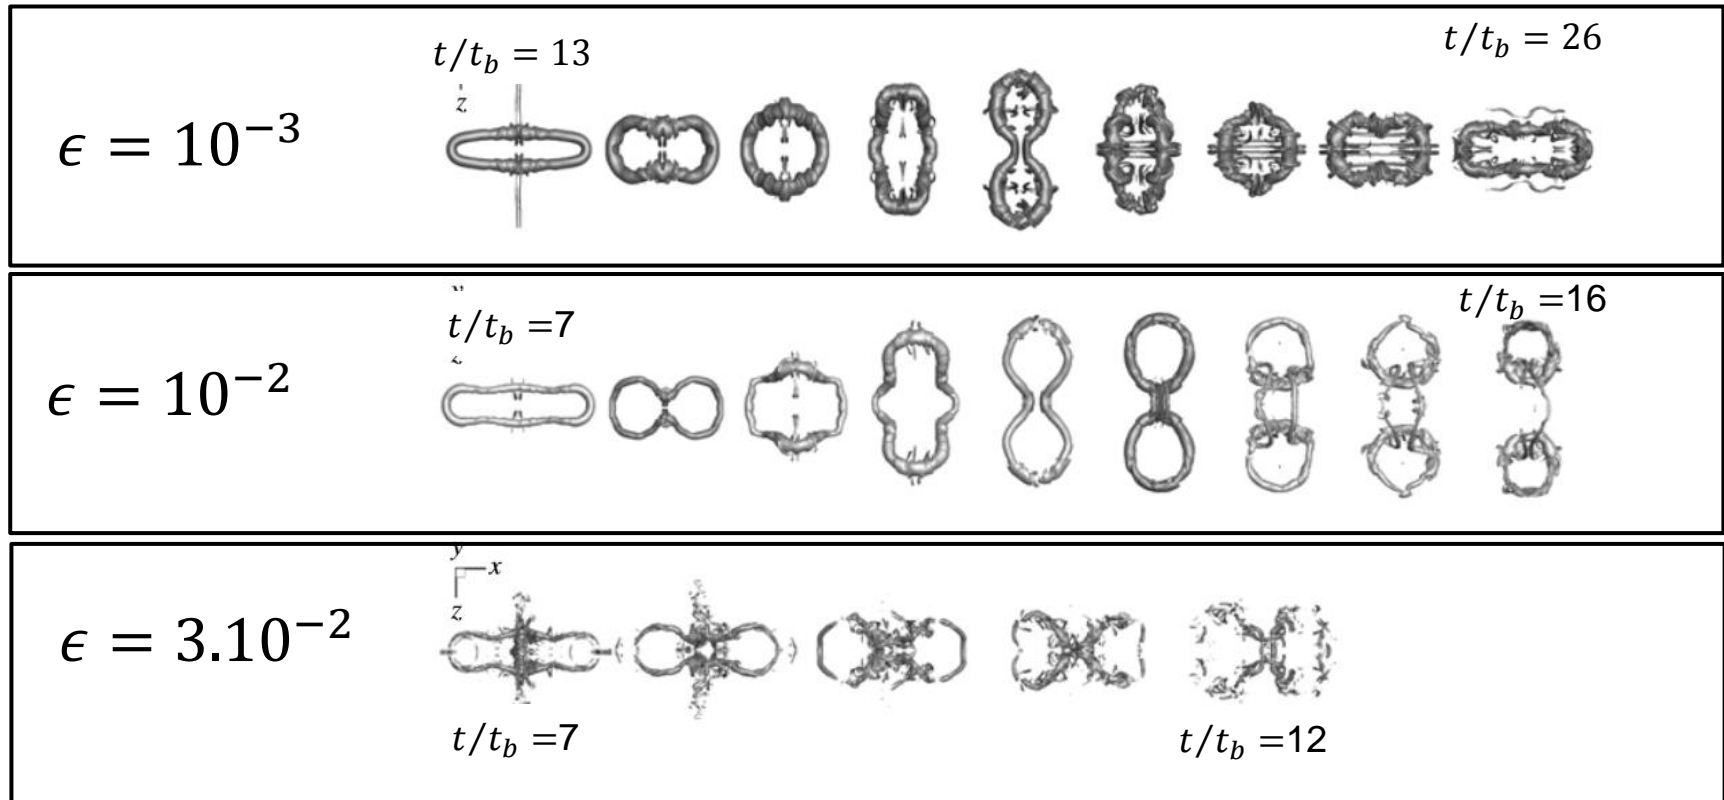 t/t_b = 13
t/t_b = 26
z
ϵ = 10⁻³
t/t_b =16
t/t_b =7
ϵ = 10⁻²
y
x
z
ϵ = 3.10⁻²
t/t_b =7
t/t_b =12